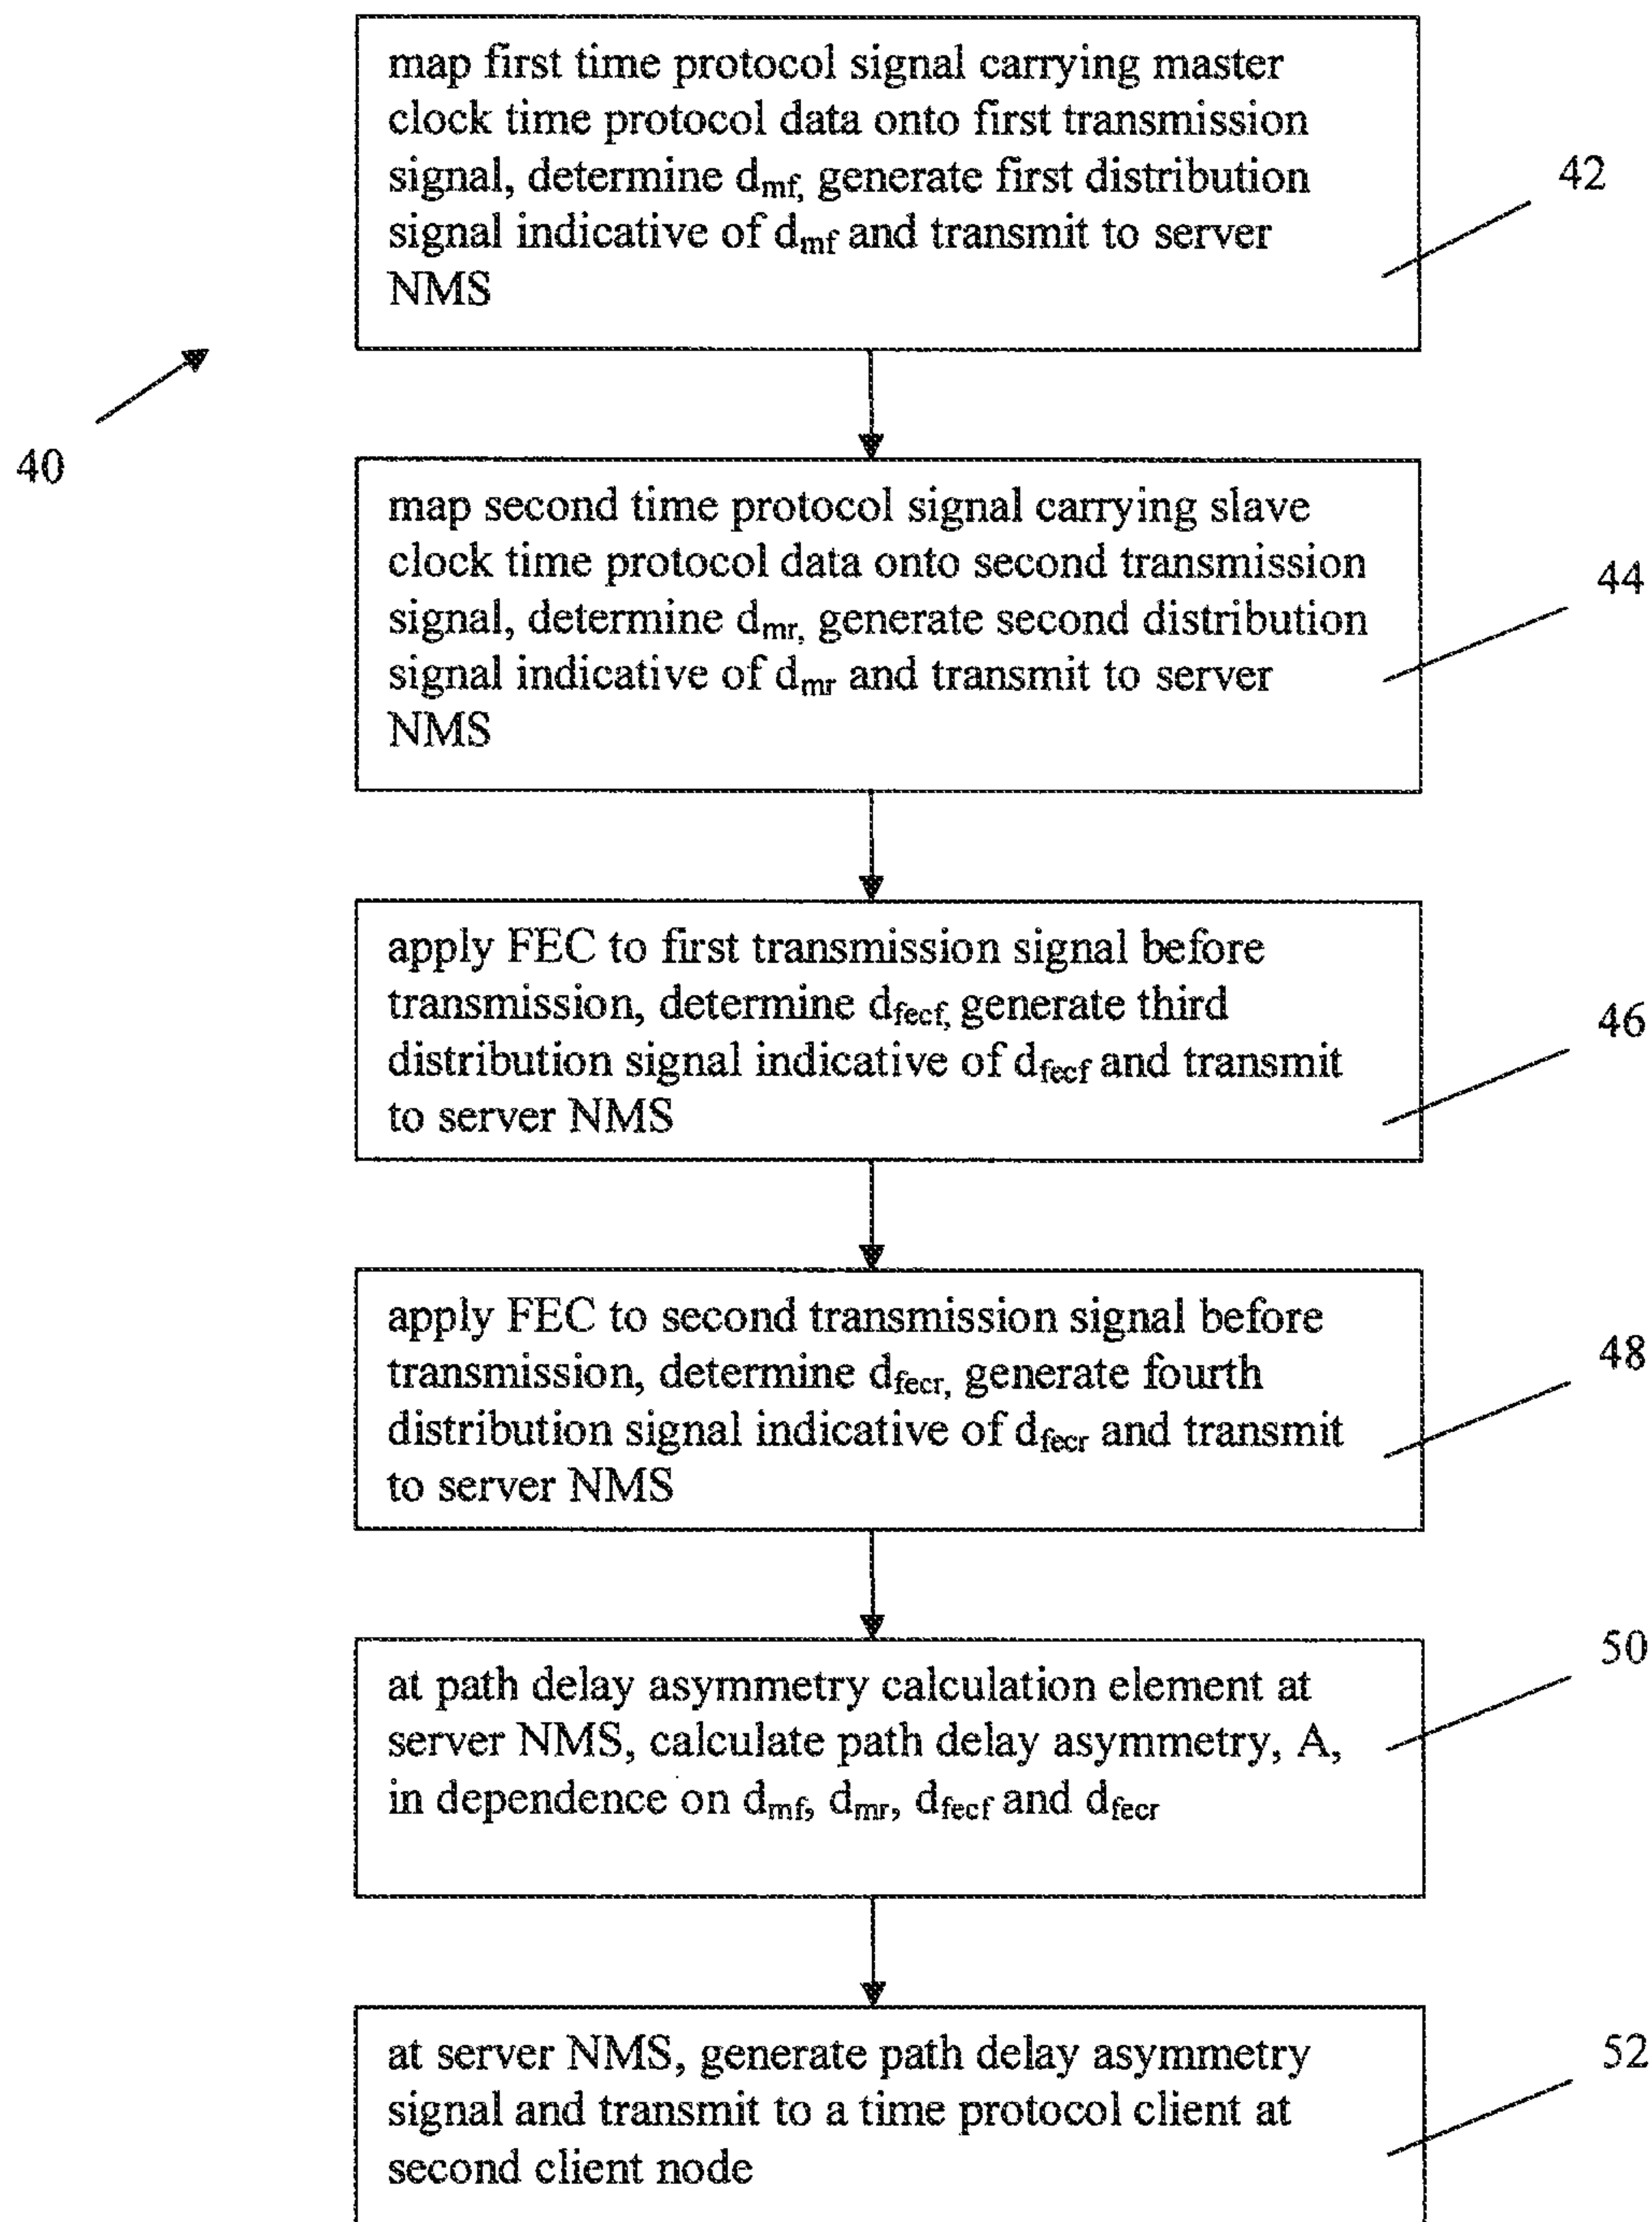 map first time protocol signal carrying master
clock time protocol data onto first transmission
signal, determine dmf, generate first distribution
signal indicative of dmf and transmit to server
NMS
42
40
map second time protocol signal carrying slave
clock time protocol data onto second transmission
signal, determine dmr, generate second distribution
signal indicative of dmr and transmit to server
NMS
44
apply FEC to first transmission signal before
transmission, determine dfecf, generate third
distribution signal indicative of dfecf and transmit
to server NMS
46
apply FEC to second transmission signal before
transmission, determine dfecr, generate fourth
distribution signal indicative of dfecr and transmit
to server NMS
48
at path delay asymmetry calculation element at
server NMS, calculate path delay asymmetry, A,
in dependence on dmf, dmr, dfecf and dfecr
50
at server NMS, generate path delay asymmetry
signal and transmit to a time protocol client at
second client node
52